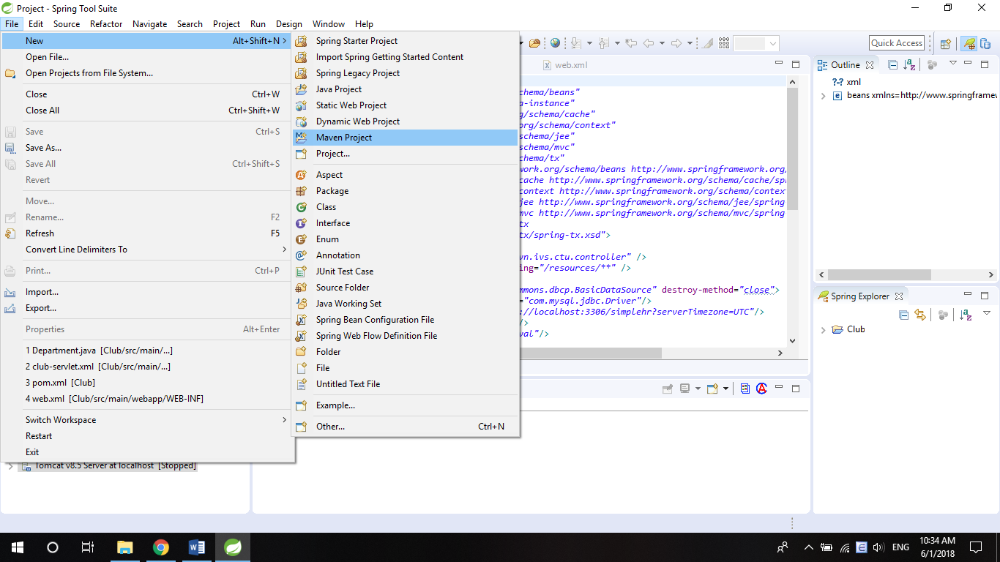 Project - Spring Tool Suite
File Edit Source Refactor Navigate Search Project Run Design Window Help
New Alt+Shift+N
Open File...
Open Projects from File System...
Close Ctrl+W
Close All Ctrl+Shift+W
Save Ctrl+S
Save As...
Save All Ctrl+Shift+S
Revert
Move...
Rename... F2
Refresh F5
Convert Line Delimiters To
Print... Ctrl+P
Import...
Export...
Properties Alt+Enter
1 Department.java [Club/src/main/...]
2 club-servlet.xml [Club/src/main/...]
3 pom.xml [Club]
4 web.xml [Club/src/main/webapp/WEB-INF]
Switch Workspace
Restart
Exit
Tomcat v8.5 Server at localhost [Stopped]
Spring Starter Project
Import Spring Getting Started Content
Spring Legacy Project
Java Project
Static Web Project
Dynamic Web Project
Maven Project
Project...
Aspect
Package
Class
Interface
Enum
Annotation
JUnit Test Case
Source Folder
Java Working Set
Spring Bean Configuration File
Spring Web Flow Definition File
Folder
File
Untitled Text File
Example...
Other... Ctrl+N
Quick Access
web.xml
chema/beans"
a-instance"
g/schema/cache"
org/schema/context"
schema/jee"
schema/mvc"
chema/tx"
work.org/schema/beans http://www.springframework.org/
cache http://www.springframework.org/schema/cache/spr
context http://www.springframework.org/schema/context
jee http://www.springframework.org/schema/jee/spring
mvc http://www.springframework.org/schema/mvc/spring
tx
tx/spring-tx.xsd">
vn.ivs.ctu.controller" />
ing="/resources/**" />
mmons.dbcp.BasicDataSource" destroy-method="close">
="com.mysql.jdbc.Driver"/>
://localhost:3306/simplehr?serverTimezone=UTC"/>
/>
val"/>
Outline
?=? xml
e beans xmlns=http://www.springframew
Spring Explorer
Club
ENG
10:34 AM
6/1/2018